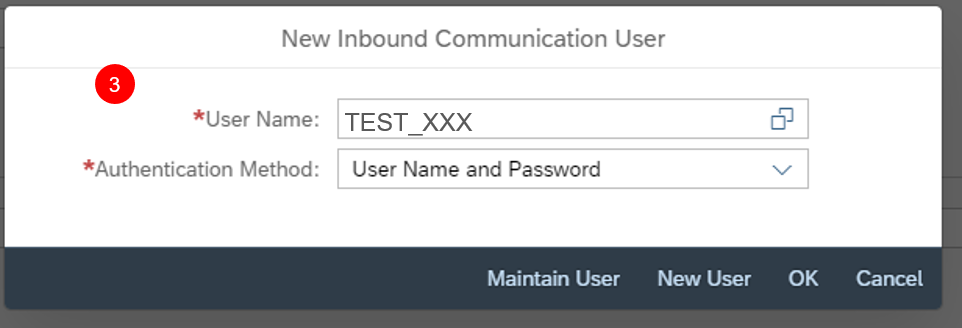 New Inbound Communication User
3
*User Name: TEST_XXX
*Authentication Method: User Name and Password
Maintain User New User OK Cancel